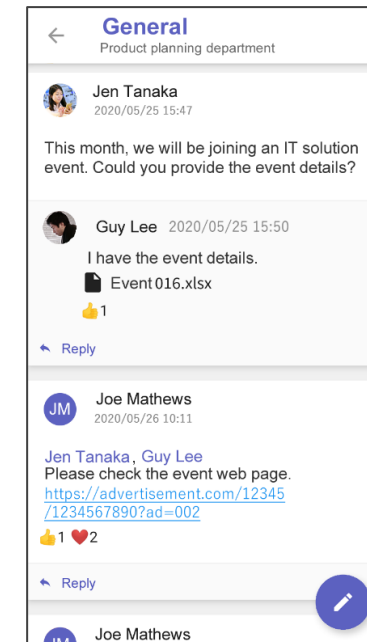 General
Product planning department
Jen Tanaka
2020/05/25 15:47
This month, we will be joining an IT solution
event. Could you provide the event details?
Guy Lee 2020/05/25 15:50
I have the event details.
Event016.xlsx
👍1
Reply
JM
Joe Mathews
2020/05/26 10:11
Jen Tanaka, Guy Lee
Please check the event web page.
https://advertisement.com/12345
/1234567890?ad=002
👍1 ❤️2
Reply
JM
Joe Mathews